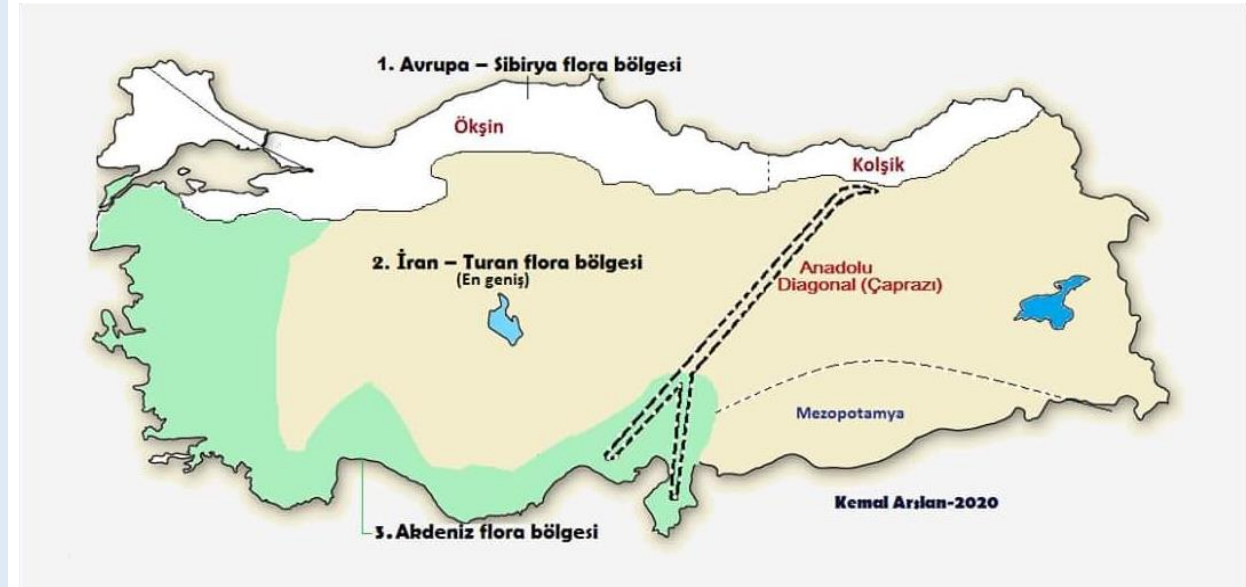 1. Avrupa – Sibirya flora bölgesi
Ökşin
Kolşik
2. İran – Turan flora bölgesi
(En geniş)
Anadolu
Diagonal (Çaprazı)
Mezopotamya
Kemal Arslan-2020
3. Akdeniz flora bölgesi